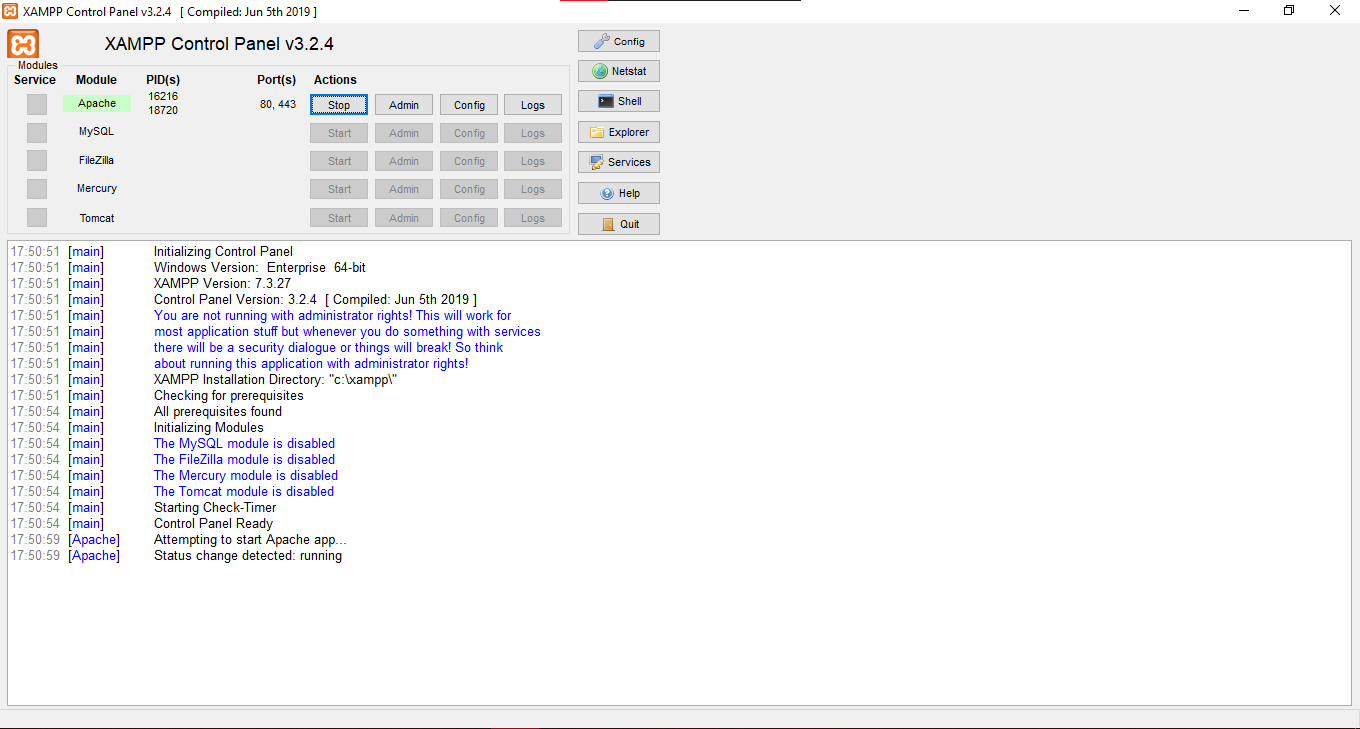 XAMPP Control Panel v3.2.4 [ Compiled: Jun 5th 2019 ]
XAMPP Control Panel v3.2.4
Config
Modules
Service Module PID(s) Port(s) Actions
Netstat
Apache 16216 18720 80, 443 Stop Admin Config Logs
Shell
MySQL Start Admin Config Logs
Explorer
FileZilla Start Admin Config Logs
Services
Mercury Start Admin Config Logs
Help
Tomcat Start Admin Config Logs
Quit
17:50:51 [main] Initializing Control Panel
17:50:51 [main] Windows Version: Enterprise 64-bit
17:50:51 [main] XAMPP Version: 7.3.27
17:50:51 [main] Control Panel Version: 3.2.4 [ Compiled: Jun 5th 2019 ]
17:50:51 [main] You are not running with administrator rights! This will work for
17:50:51 [main] most application stuff but whenever you do something with services
17:50:51 [main] there will be a security dialogue or things will break! So think
17:50:51 [main] about running this application with administrator rights!
17:50:51 [main] XAMPP Installation Directory: "c:\xampp\"
17:50:51 [main] Checking for prerequisites
17:50:54 [main] All prerequisites found
17:50:54 [main] Initializing Modules
17:50:54 [main] The MySQL module is disabled
17:50:54 [main] The FileZilla module is disabled
17:50:54 [main] The Mercury module is disabled
17:50:54 [main] The Tomcat module is disabled
17:50:54 [main] Starting Check-Timer
17:50:54 [main] Control Panel Ready
17:50:59 [Apache] Attempting to start Apache app...
17:50:59 [Apache] Status change detected: running